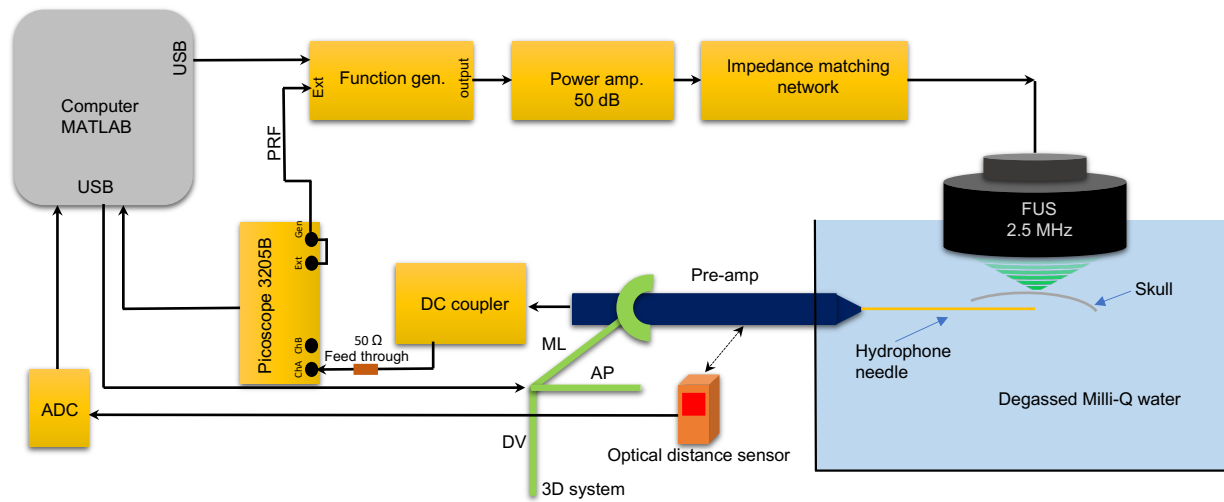 Computer
MATLAB
USB
USB
Ext
Function gen.
output
Power amp.
50 dB
Impedance matching
network
PRF
FUS
2.5 MHz
Picoscope 3205B
Gen
Ext
ChB
ChA
DC coupler
50 Ω
Feed through
Pre-amp
Skull
Hydrophone
needle
ML
AP
DV
ADC
Degassed Milli-Q water
Optical distance sensor
3D system